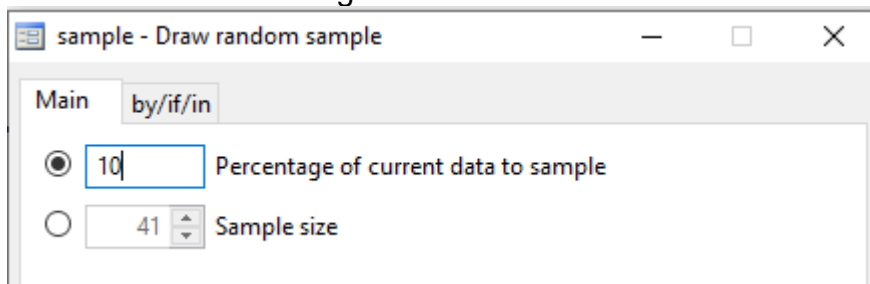 sample - Draw random sample
Main by/if/in
10 Percentage of current data to sample
41 Sample size